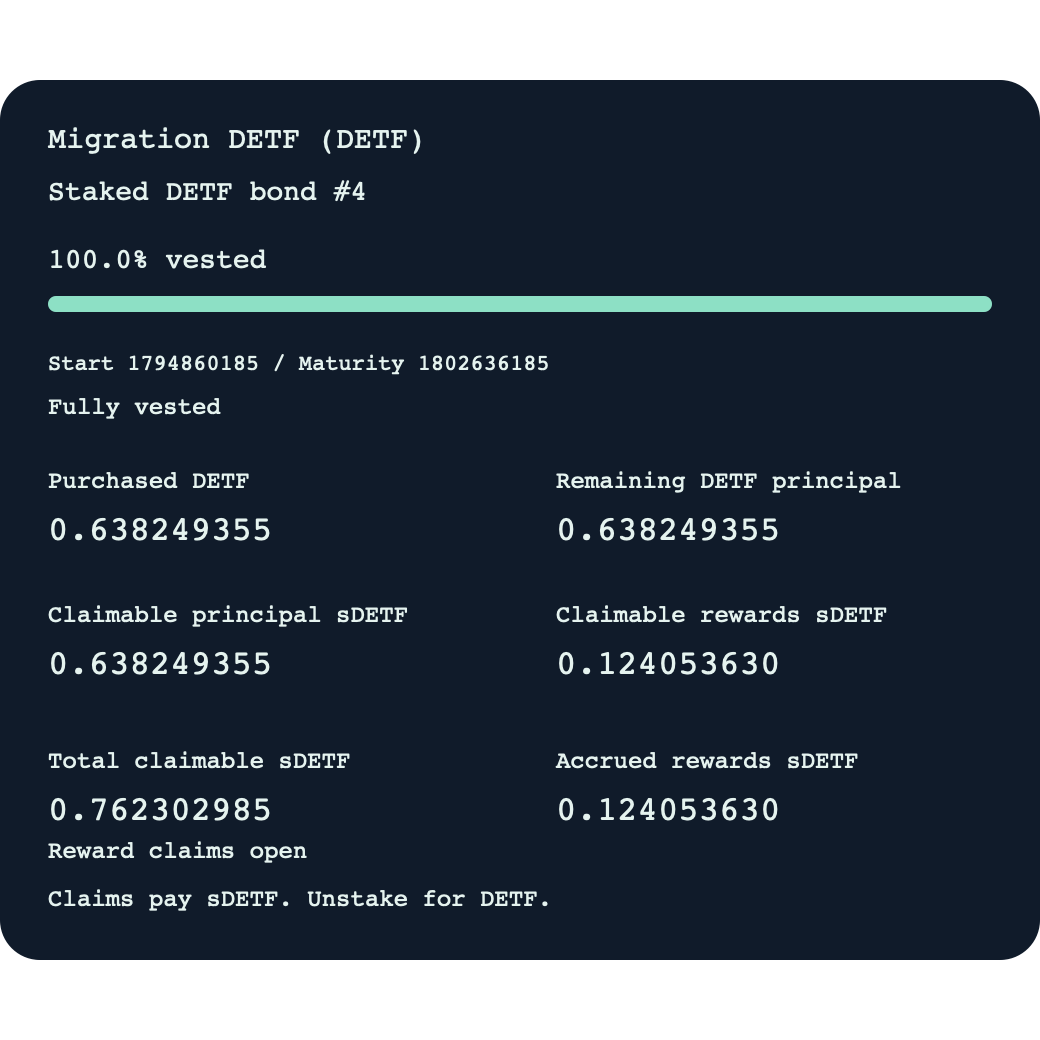 Migration DETF (DETF)
Staked DETF bond #4
100.0% vested
Start 1794860185 / Maturity 1802636185
Fully vested
Purchased DETF
0.638249355
Remaining DETF principal
0.638249355
Claimable principal sDETF
0.638249355
Claimable rewards sDETF
0.124053630
Total claimable sDETF
0.762302985
Accrued rewards sDETF
0.124053630
Reward claims open
Claims pay sDETF. Unstake for DETF.